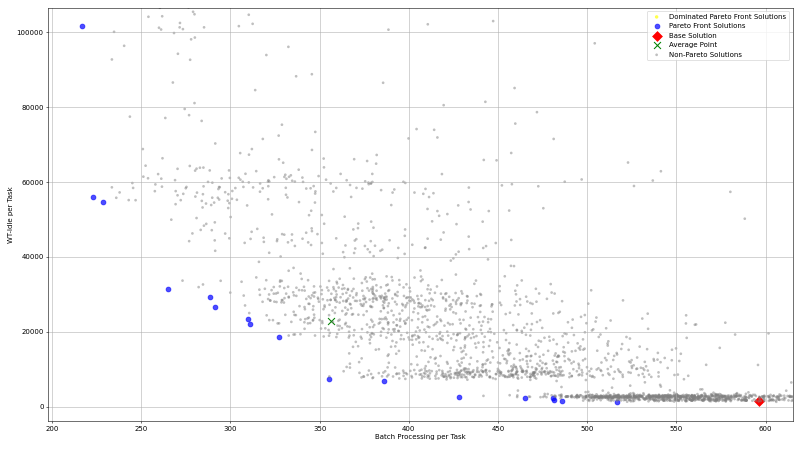 Dominated Pareto Front Solutions
Pareto Front Solutions
Base Solution
Average Point
Non-Pareto Solutions
100000
80000
60000
40000
20000
0
WT-Idle per Task
200 250 300 350 400 450 500 550 600
Batch Processing per Task